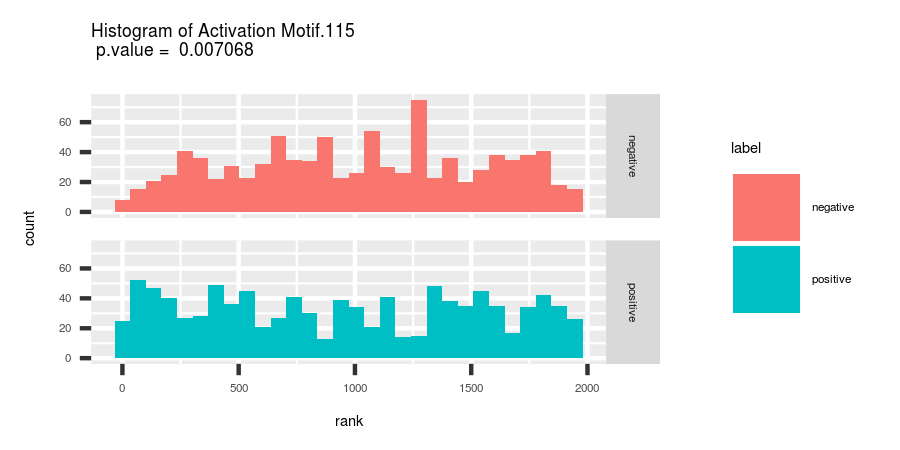 Histogram of Activation Motif.115
p.value =  0.007068
60
40
20
0
negative
60
40
20
0
positive
0
500
1000
1500
2000
rank
count
label
negative
positive